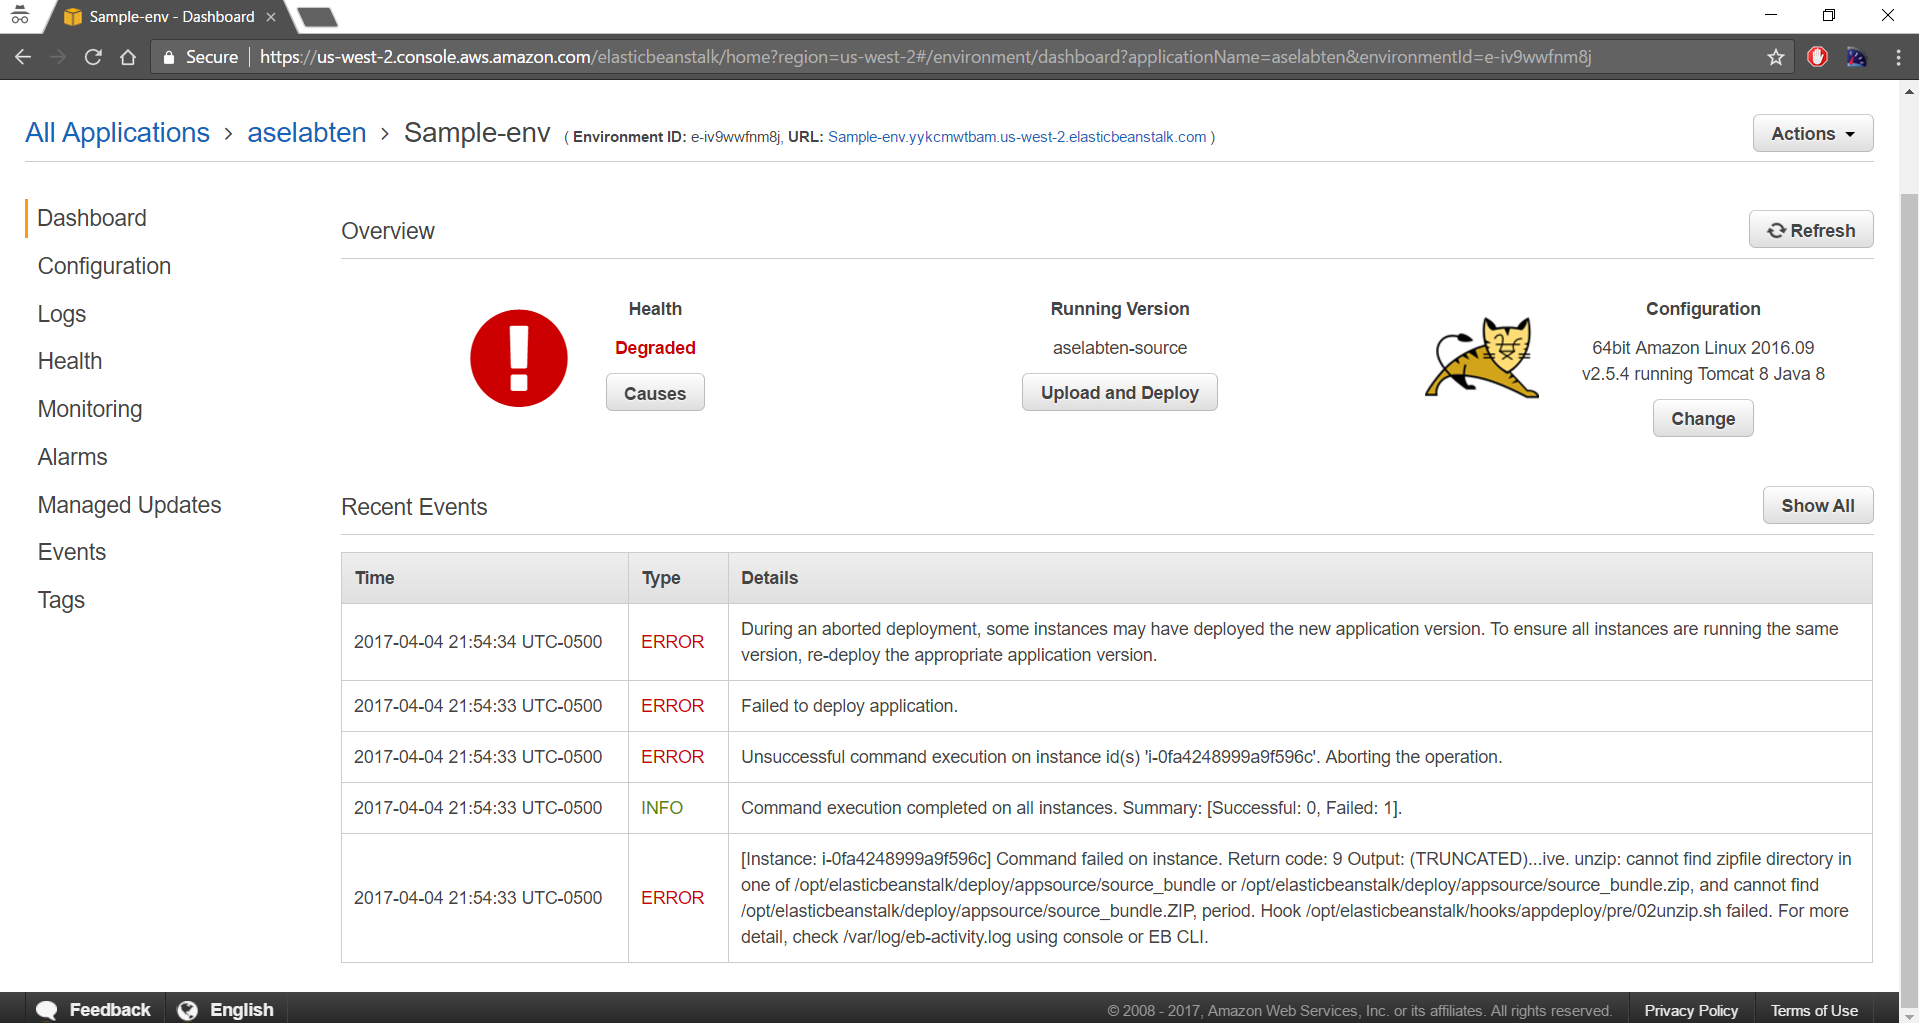 Sample-env - Dashboard
Secure https://us-west-2.console.aws.amazon.com/elasticbeanstalk/home?region=us-west-2#/environment/dashboard?applicationName=aselabten&environmentId=e-iv9wwfnm8j
All Applications > aselabten > Sample-env ( Environment ID: e-iv9wwfnm8j, URL: Sample-env.yykcmwtbam.us-west-2.elasticbeanstalk.com )
Actions
Dashboard
Configuration
Logs
Health
Monitoring
Alarms
Managed Updates
Events
Tags
Overview
Refresh
Health
Degraded
Causes
Running Version
aselabten-source
Upload and Deploy
Configuration
64bit Amazon Linux 2016.09
v2.5.4 running Tomcat 8 Java 8
Change
Recent Events
Show All
Time Type Details
2017-04-04 21:54:34 UTC-0500 ERROR During an aborted deployment, some instances may have deployed the new application version. To ensure all instances are running the same
version, re-deploy the appropriate application version.
2017-04-04 21:54:33 UTC-0500 ERROR Failed to deploy application.
2017-04-04 21:54:33 UTC-0500 ERROR Unsuccessful command execution on instance id(s) 'i-0fa4248999a9f596c'. Aborting the operation.
2017-04-04 21:54:33 UTC-0500 INFO Command execution completed on all instances. Summary: [Successful: 0, Failed: 1].
2017-04-04 21:54:33 UTC-0500 ERROR [Instance: i-0fa4248999a9f596c] Command failed on instance. Return code: 9 Output: (TRUNCATED)...ive. unzip: cannot find zipfile directory in
one of /opt/elasticbeanstalk/deploy/appsource/source_bundle or /opt/elasticbeanstalk/deploy/appsource/source_bundle.zip, and cannot find
/opt/elasticbeanstalk/deploy/appsource/source_bundle.ZIP, period. Hook /opt/elasticbeanstalk/hooks/appdeploy/pre/02unzip.sh failed. For more
detail, check /var/log/eb-activity.log using console or EB CLI.
Feedback English © 2008 - 2017, Amazon Web Services, Inc. or its affiliates. All rights reserved. Privacy Policy Terms of Use